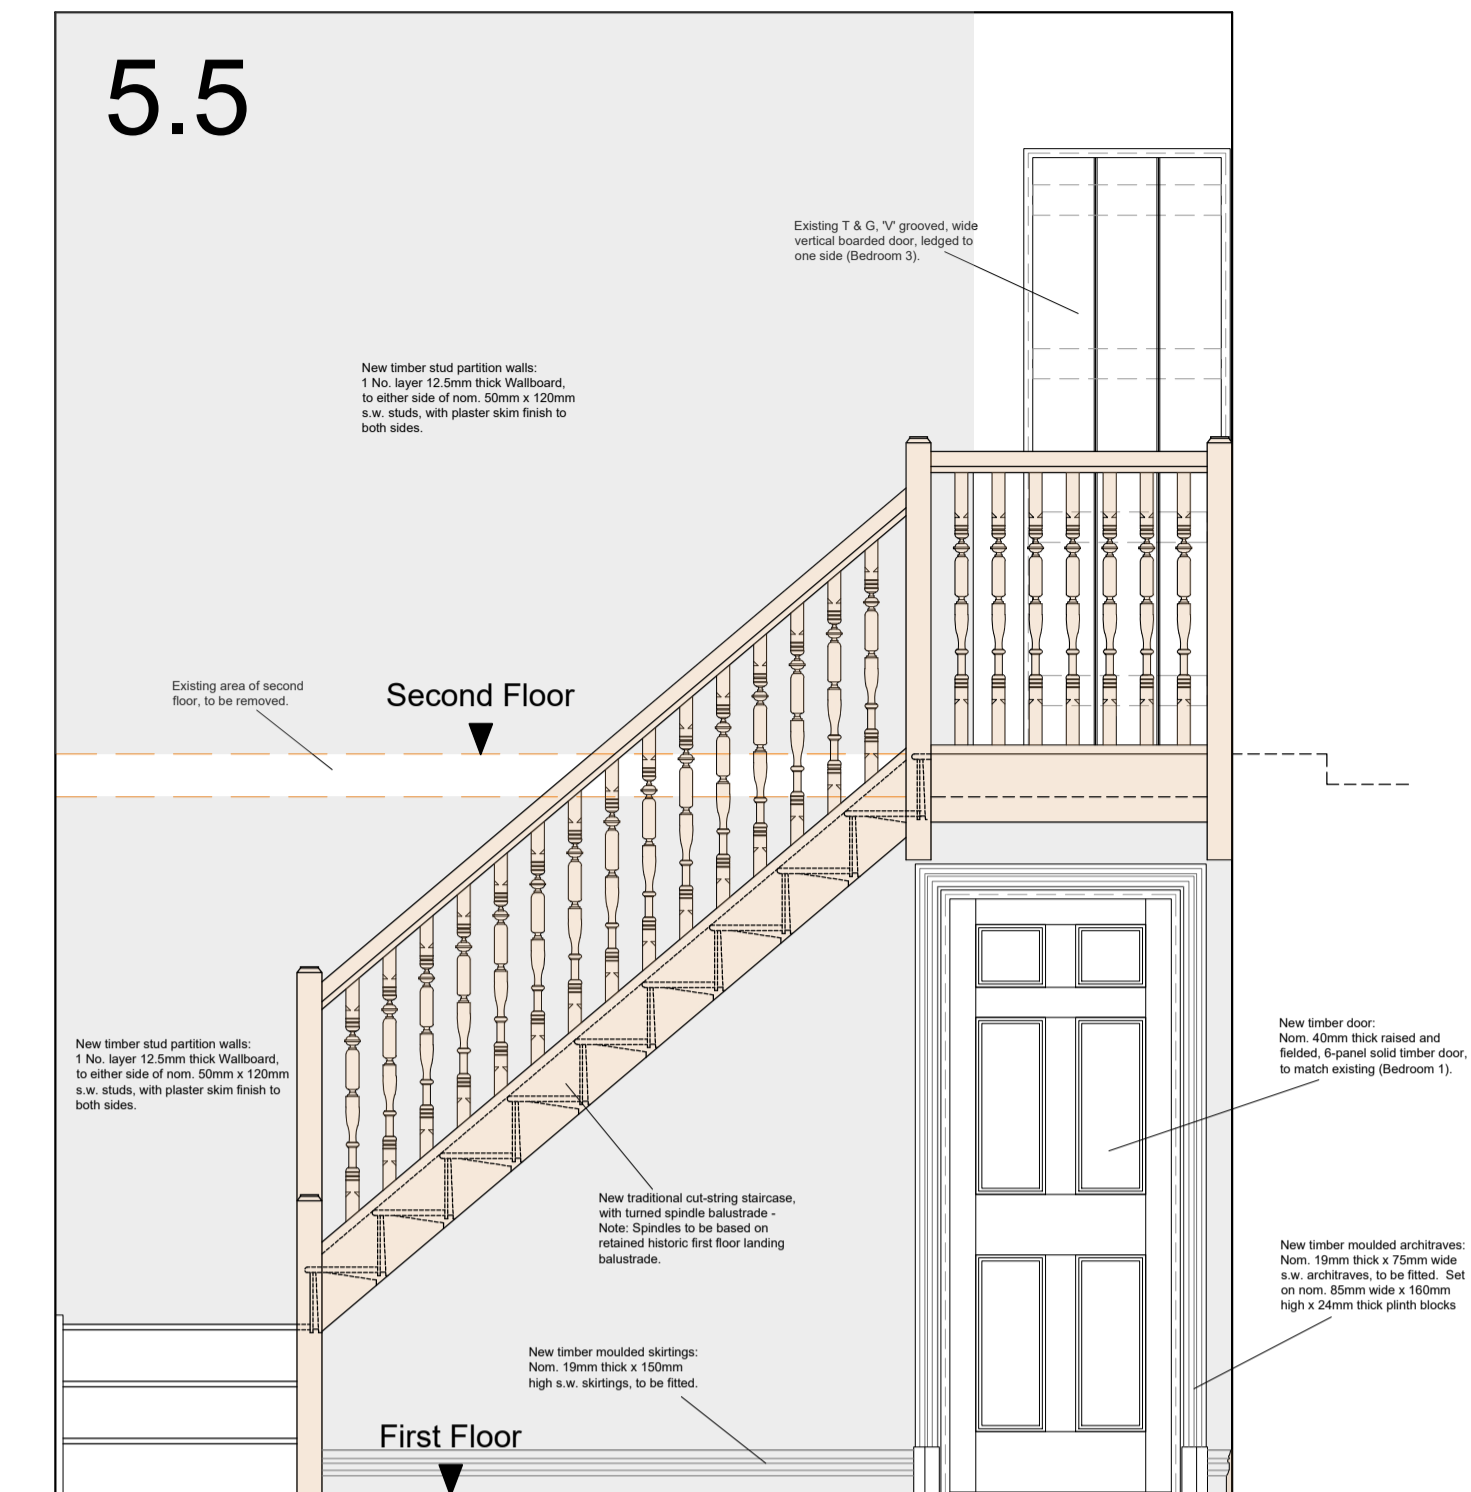 5.5
Existing T & G, 'V' grooved, wide
vertical boarded door, ledged to
one side (Bedroom 3).
New timber stud partition walls:
1 No. layer 12.5mm thick Wallboard,
to either side of nom. 50mm x 120mm
s.w. studs, with plaster skim finish to
both sides.
Existing area of second
floor, to be removed.
Second Floor
New timber stud partition walls:
1 No. layer 12.5mm thick Wallboard,
to either side of nom. 50mm x 120mm
s.w. studs, with plaster skim finish to
both sides.
New timber door:
Nom. 40mm thick raised and
fielded, 6-panel solid timber door,
to match existing (Bedroom 1).
New traditional cut-string staircase,
with turned spindle balustrade -
Note: Spindles to be based on
retained historic first floor landing
balustrade.
New timber moulded architraves:
Nom. 19mm thick x 75mm wide
s.w. architraves, to be fitted.  Set
on nom. 85mm wide x 160mm
high x 24mm thick plinth blocks
New timber moulded skirtings:
Nom. 19mm thick x 150mm
high s.w. skirtings, to be fitted.
First Floor